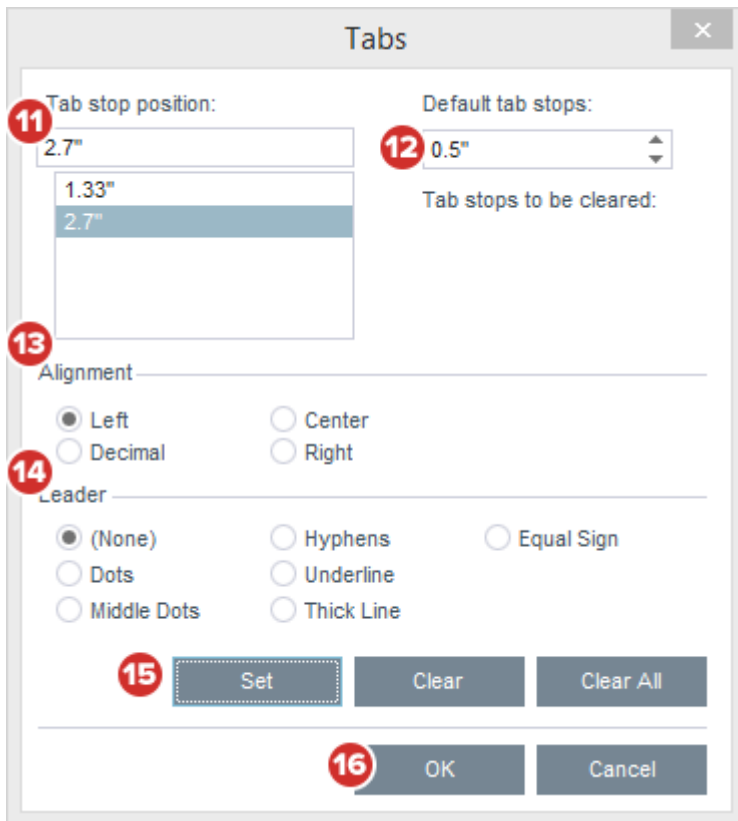 Tabs
×
11
Tab stop position:
Default tab stops:
2.7"
12
0.5"
1.33"
2.7"
Tab stops to be cleared:
13
Alignment
Left
Center
Decimal
Right
14
Leader
(None)
Hyphens
Equal Sign
Dots
Underline
Middle Dots
Thick Line
15
Set
Clear
Clear All
16
OK
Cancel